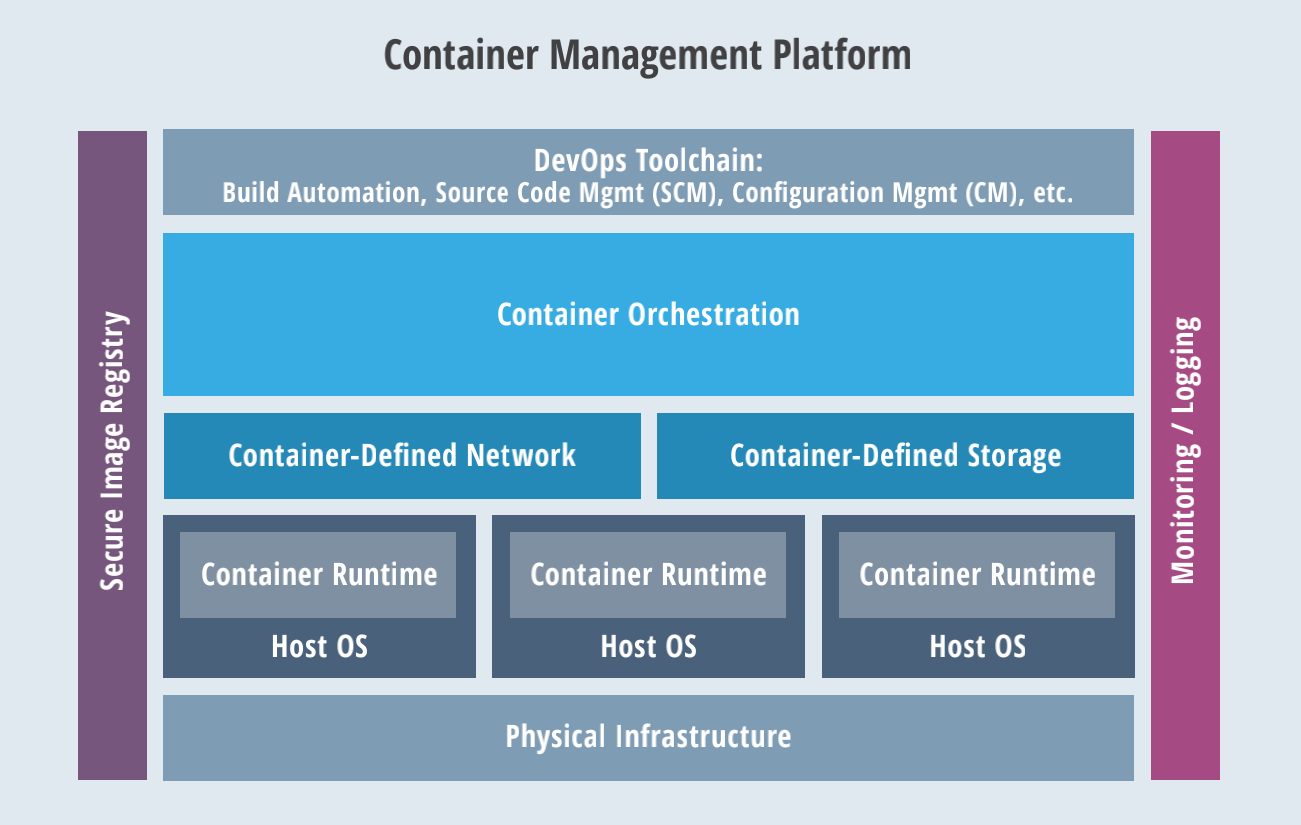 Container Management Platform
Secure Image Registry
DevOps Toolchain:
Build Automation, Source Code Mgmt (SCM), Configuration Mgmt (CM), etc.
Container Orchestration
Container-Defined Network
Container-Defined Storage
Container Runtime
Host OS
Container Runtime
Host OS
Container Runtime
Host OS
Physical Infrastructure
Monitoring / Logging